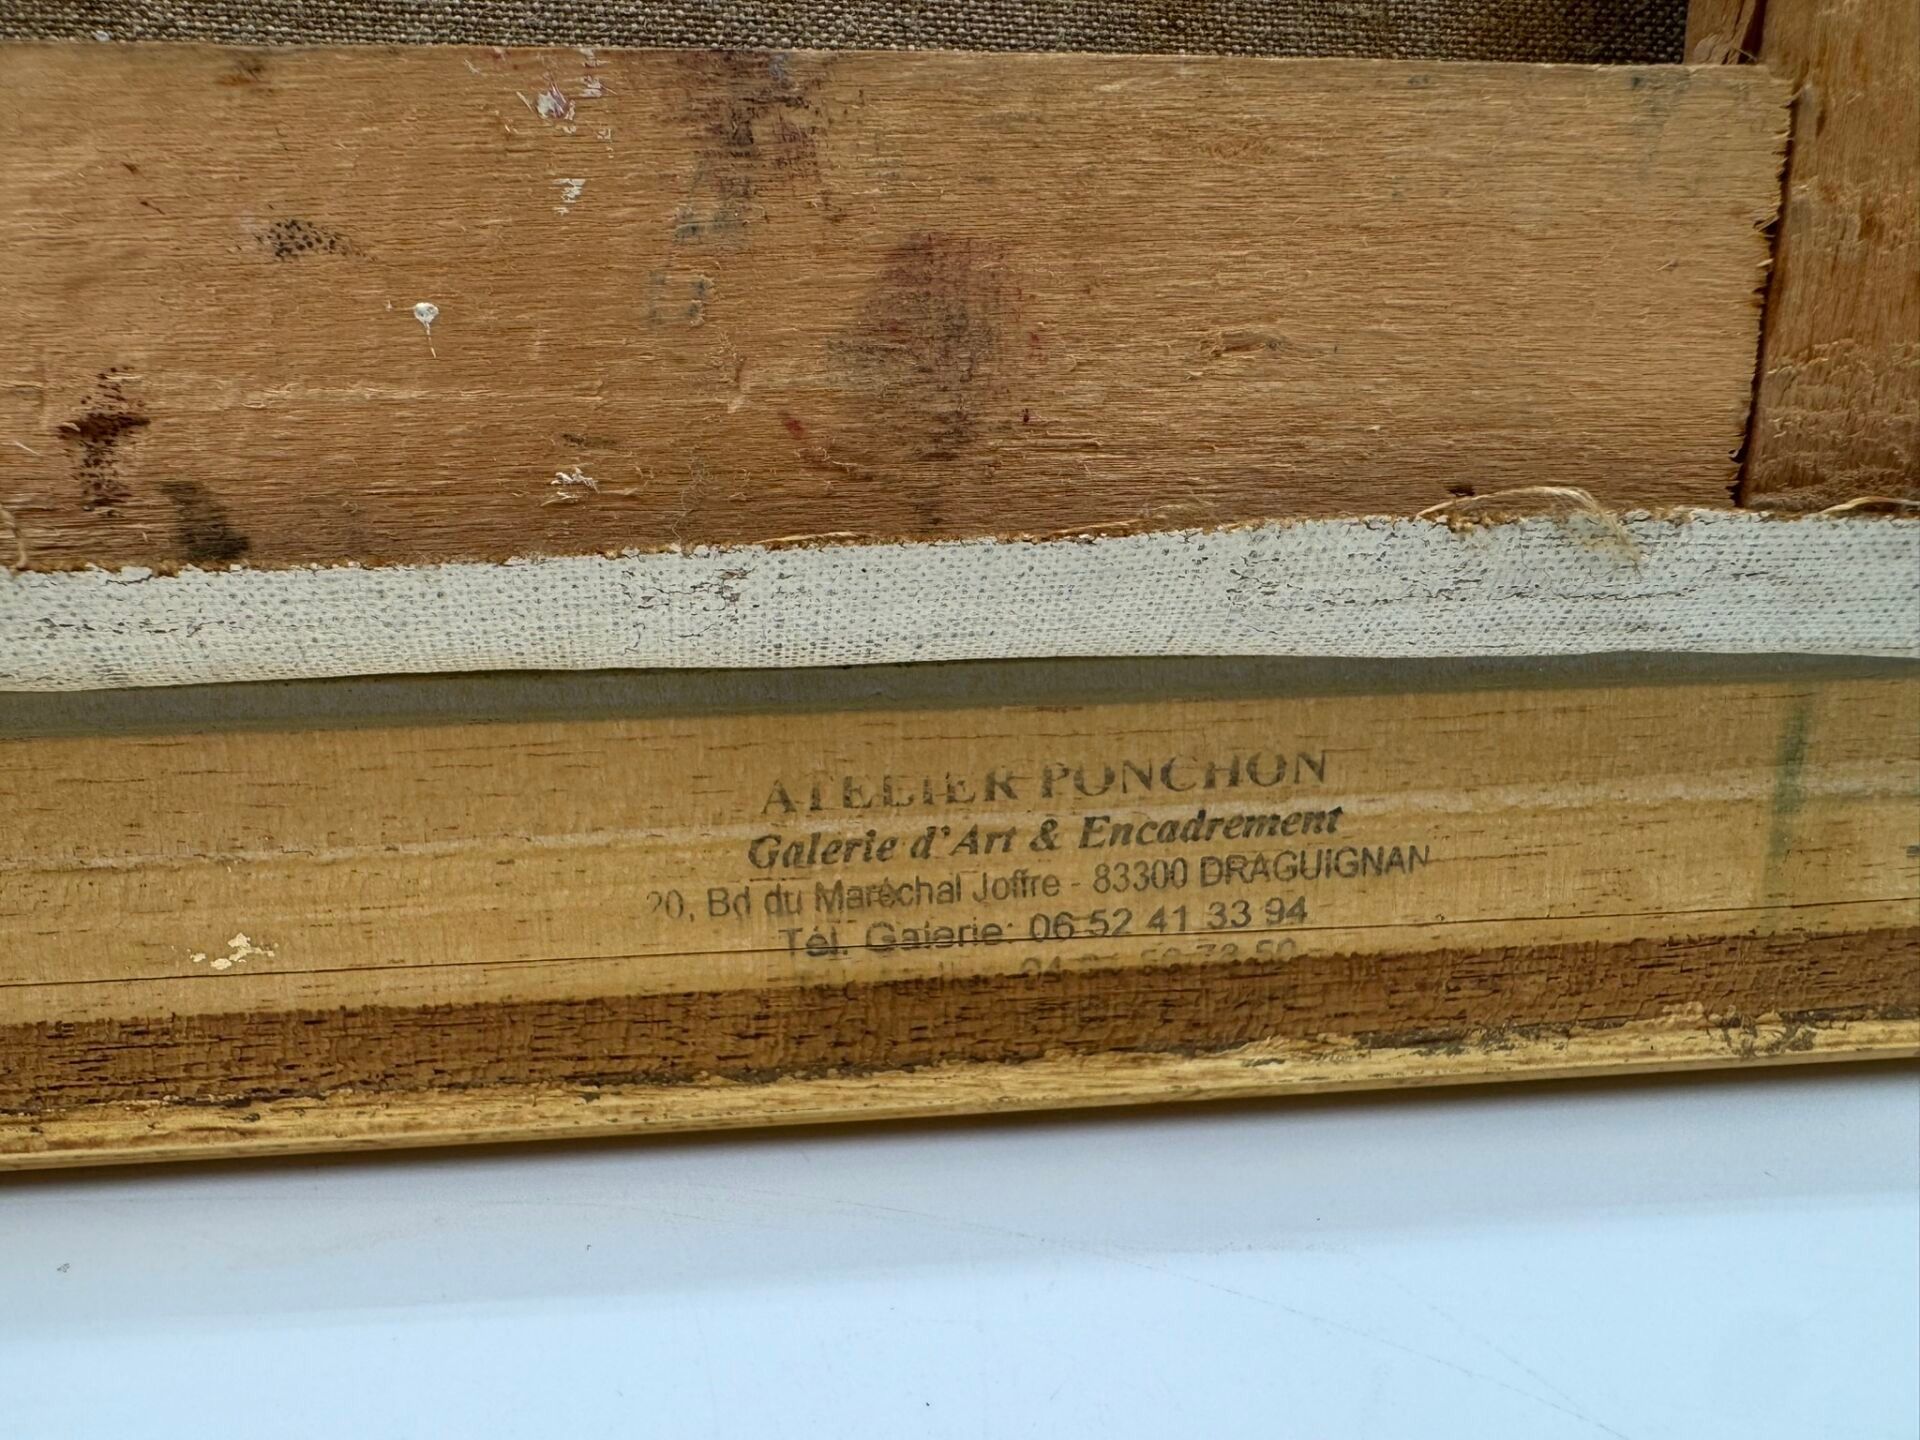 ATELIER PONCHON
Galerie d'Art & Encadrement
20, Bd du Maréchal Joffre - 83300 DRAGUIGNAN
Tél. Galerie: 06 52 41 33 94